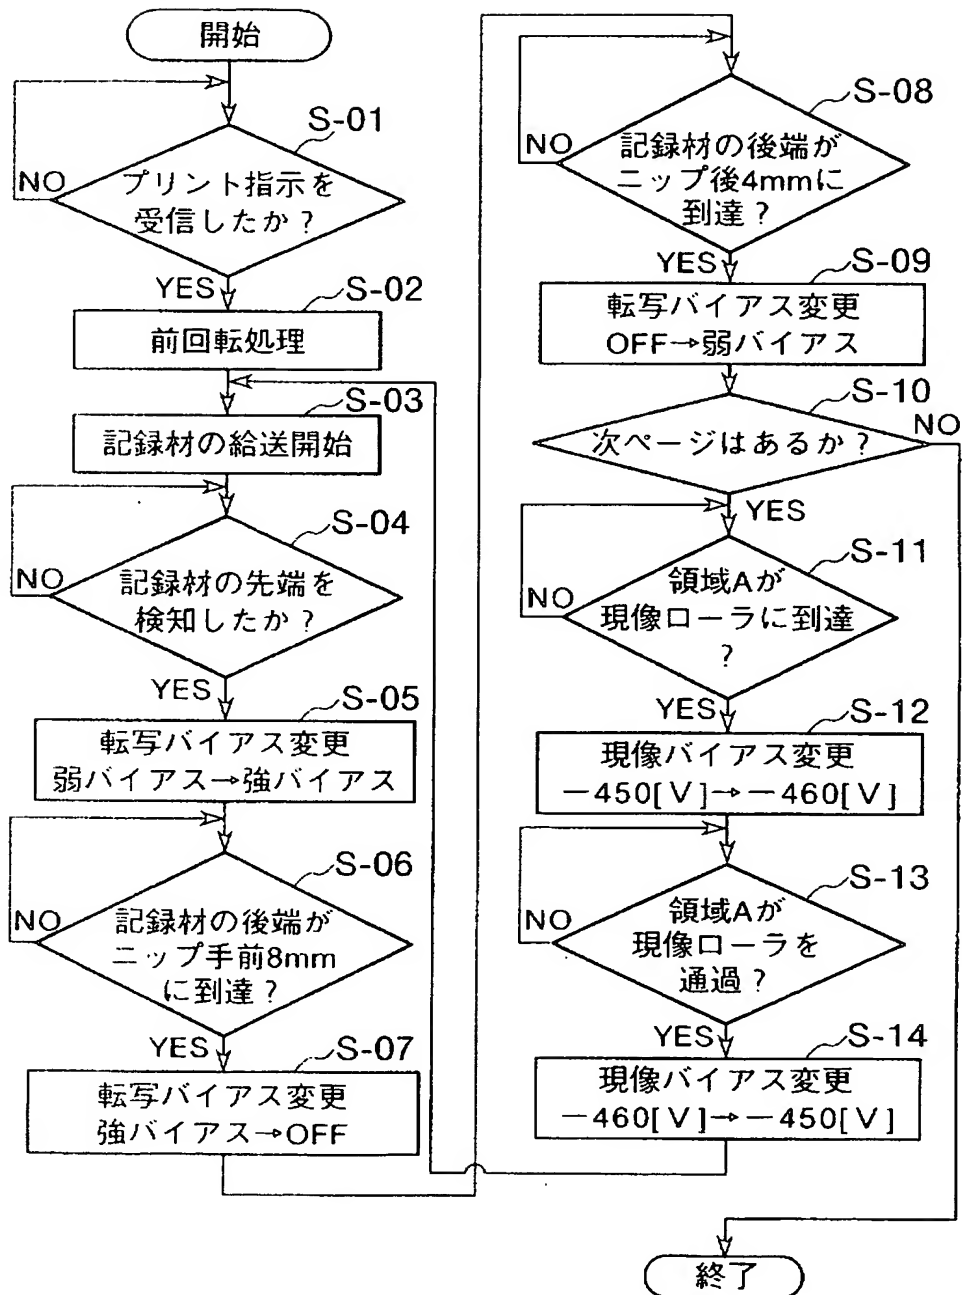 開始
S-01
プリント指示を
受信したか？
NO
YES
S-02
前回転処理
S-03
記録材の給送開始
S-04
記録材の先端を
検知したか？
NO
YES
S-05
転写バイアス変更
弱バイアス→強バイアス
S-06
記録材の後端が
ニップ手前8mm
に到達？
NO
YES
S-07
転写バイアス変更
強バイアス→OFF
S-08
記録材の後端が
ニップ後4mmに
到達？
NO
YES
S-09
転写バイアス変更
OFF→弱バイアス
S-10
次ページはあるか？
NO
YES
S-11
領域Aが
現像ローラに到達
？
NO
YES
S-12
現像バイアス変更
−450[V]→−460[V]
S-13
領域Aが
現像ローラを
通過？
NO
YES
S-14
現像バイアス変更
−460[V]→−450[V]
終了